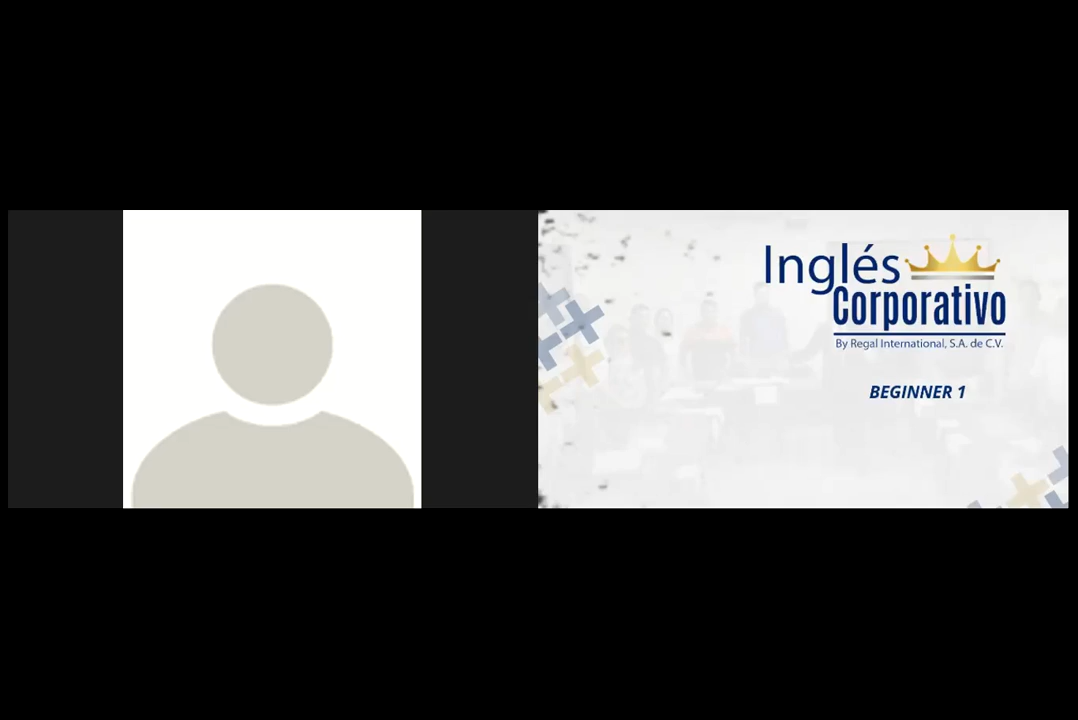 Inglés
Corporativo
By Regal International, S.A. de C.V.
BEGINNER 1